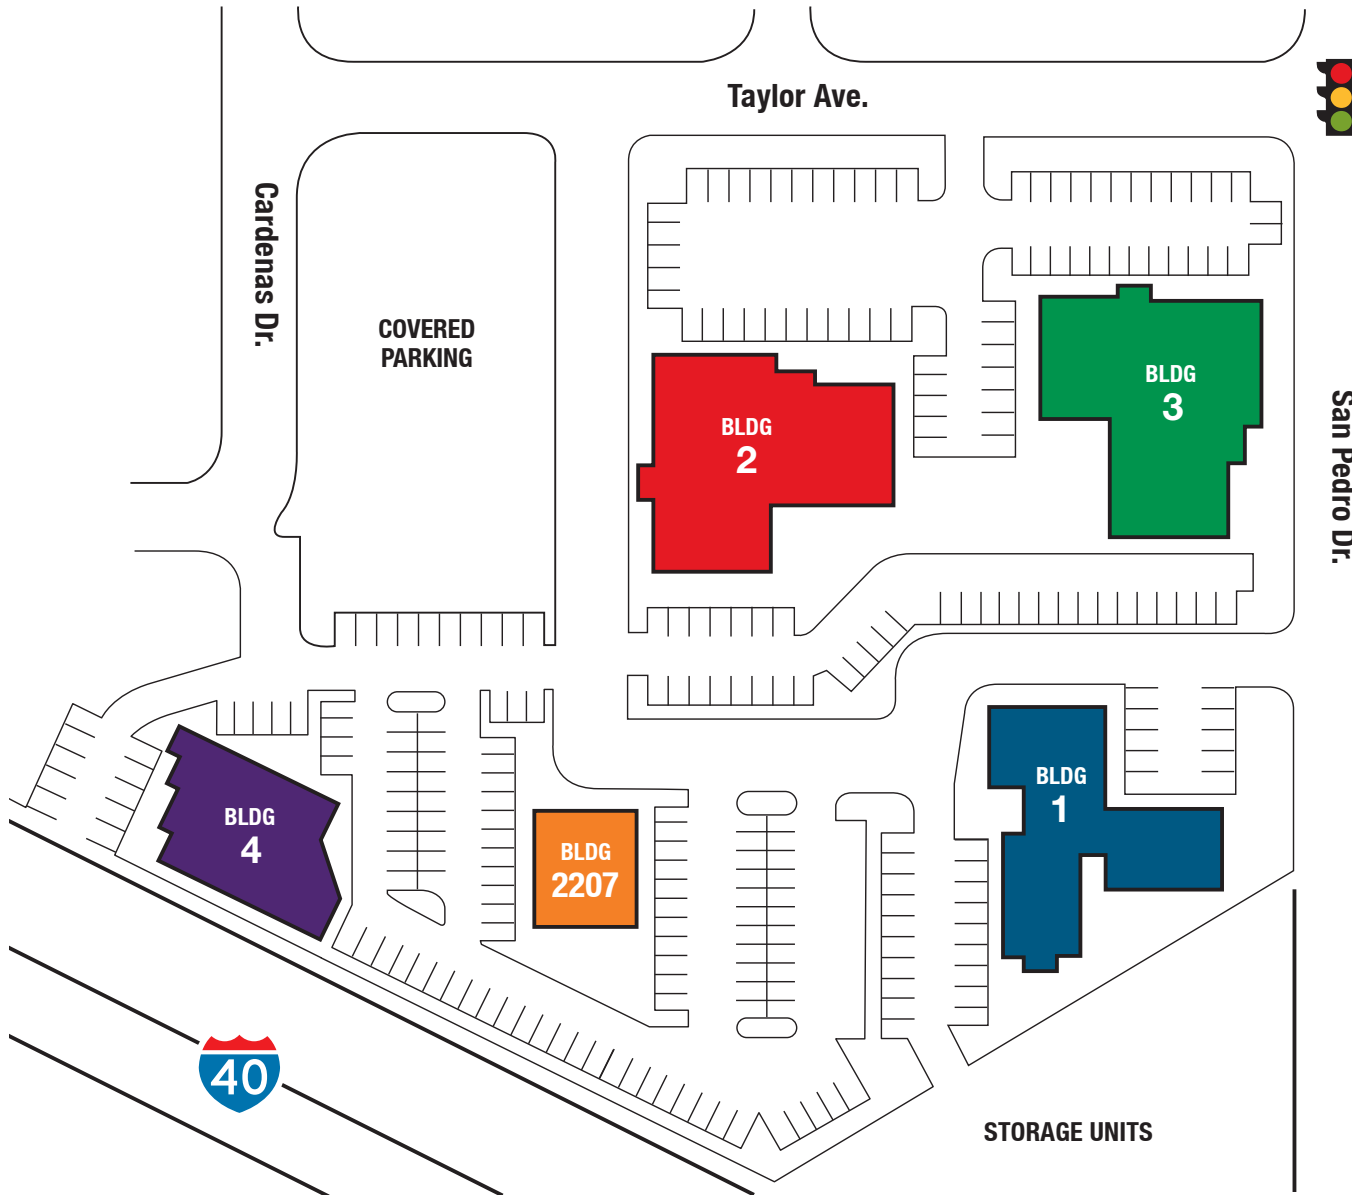 Taylor Ave.
Cardenas Dr.
COVERED
PARKING
BLDG
3
San Pedro Dr.
BLDG
2
BLDG
1
BLDG
4
BLDG
2207
40
STORAGE UNITS